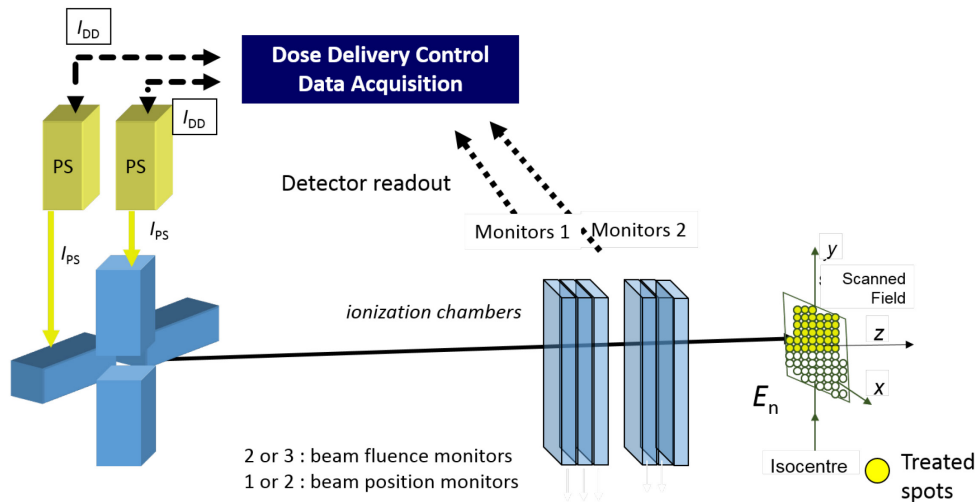 I_DD
Dose Delivery Control
Data Acquisition
I_DD
PS
PS
Detector readout
I_PS
I_PS
Monitors 1
Monitors 2
y
Scanned
Field
ionization chambers
z
x
E_n
2 or 3 : beam fluence monitors
1 or 2 : beam position monitors
Isocentre
Treated
spots